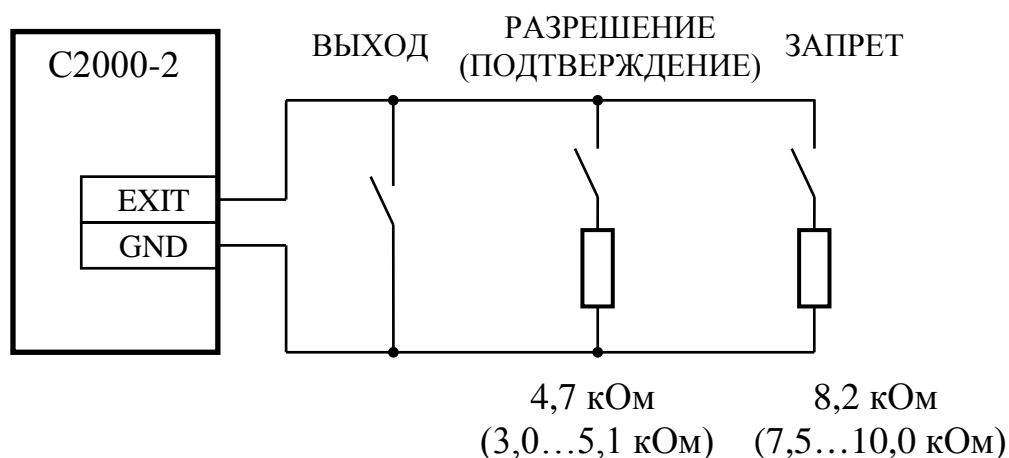 С2000-2
ВЫХОД
РАЗРЕШЕНИЕ
(ПОДТВЕРЖДЕНИЕ)
ЗАПРЕТ
EXIT
GND
4,7 кОм
(3,0…5,1 кОм)
8,2 кОм
(7,5…10,0 кОм)